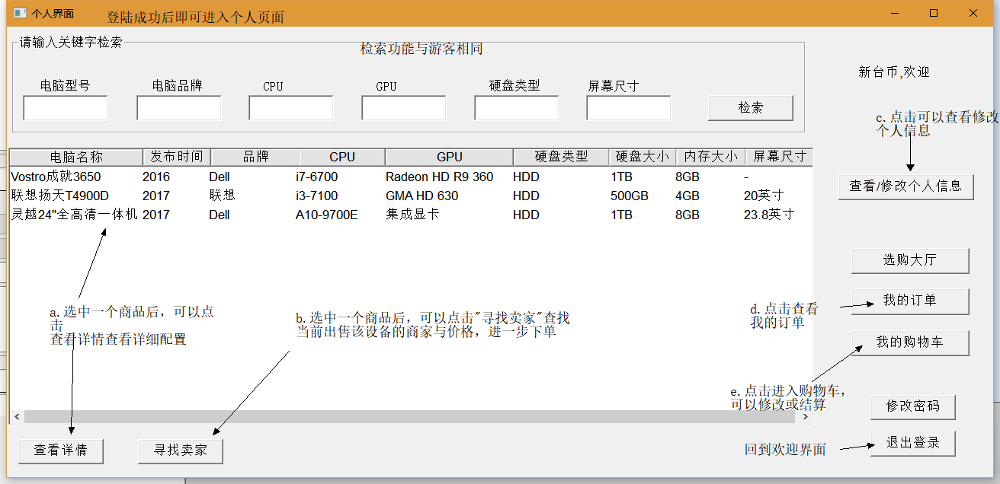 个人界面
登陆成功后即可进入个人页面
请输入关键字检索
检索功能与游客相同
电脑型号 电脑品牌 CPU GPU 硬盘类型 屏幕尺寸
检索
新台币,欢迎
c.点击可以查看修改
个人信息
查看/修改个人信息
电脑名称 发布时间 品牌 CPU GPU 硬盘类型 硬盘大小 内存大小 屏幕尺寸
Vostro成就3650 2016 Dell i7-6700 Radeon HD R9 360 HDD 1TB 8GB -
联想扬天T4900D 2017 联想 i3-7100 GMA HD 630 HDD 500GB 4GB 20英寸
灵越24"全高清一体机 2017 Dell A10-9700E 集成显卡 HDD 1TB 8GB 23.8英寸
选购大厅
我的订单
我的购物车
a.选中一个商品后，可以点
击
查看详情查看详细配置
b.选中一个商品后，可以点击"寻找卖家"查找
当前出售该设备的商家与价格，进一步下单
d.点击查看
我的订单
e.点击进入购物车，
可以修改或结算
修改密码
查看详情
寻找卖家
回到欢迎界面
退出登录